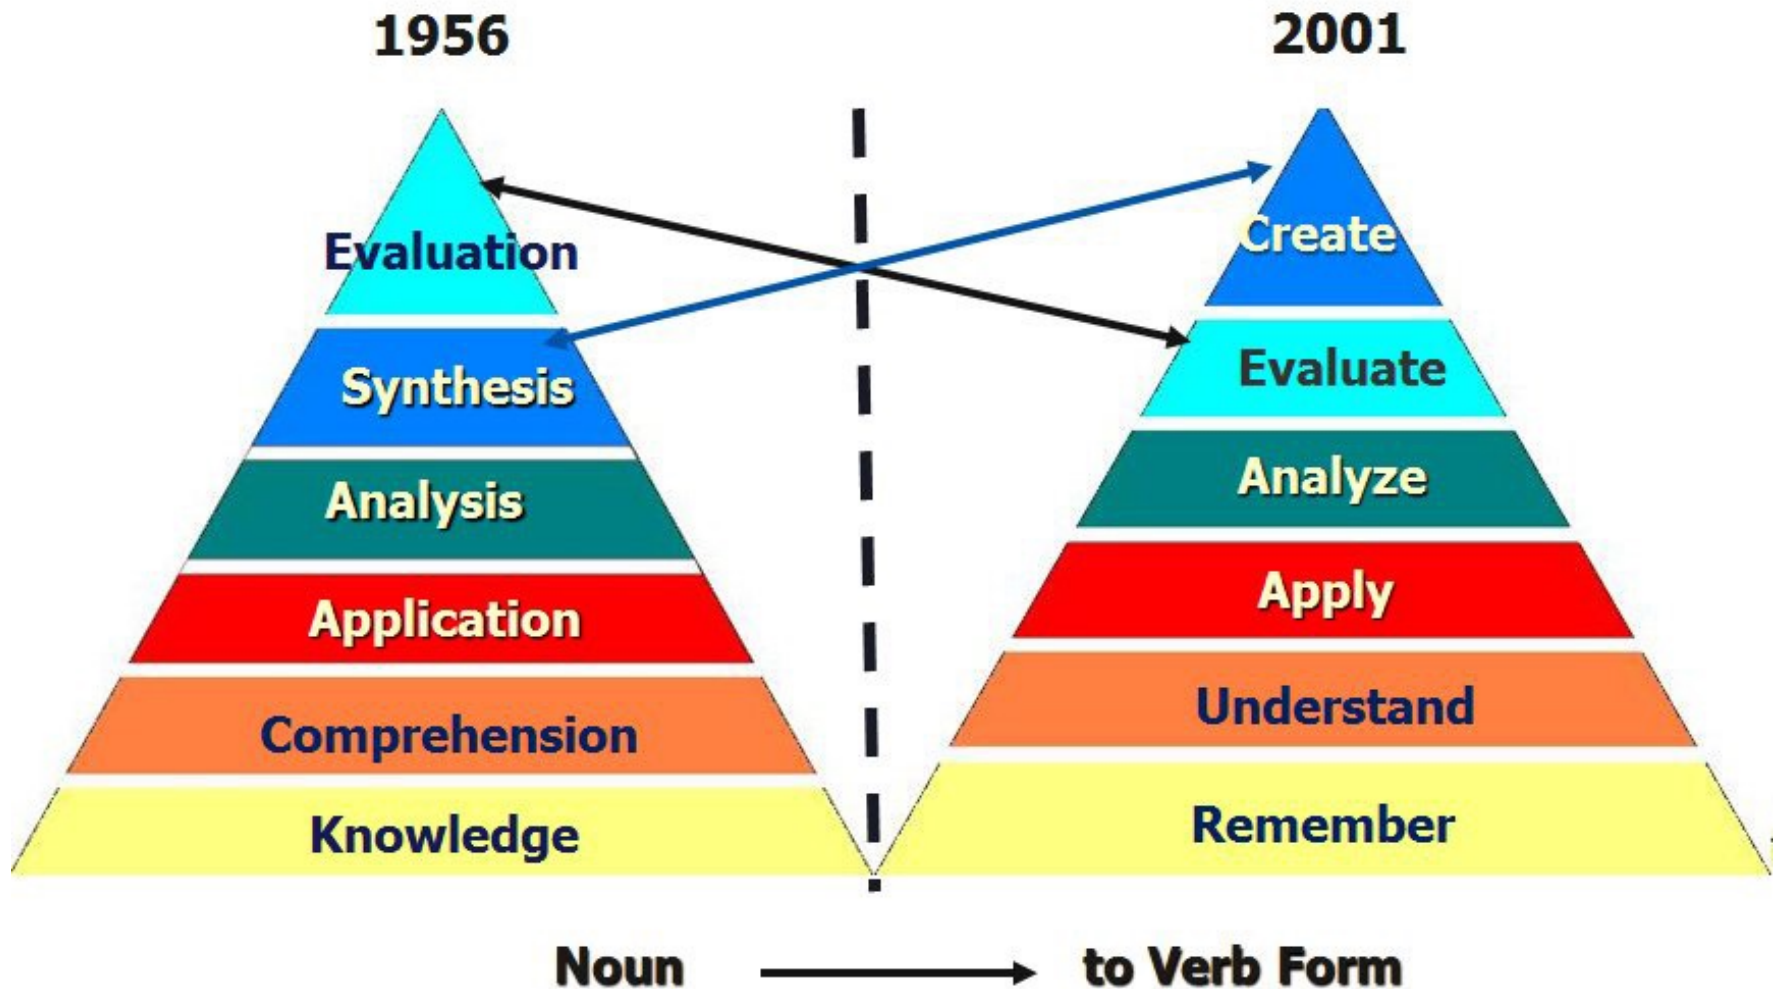 1956
Evaluation
Synthesis
Analysis
Application
Comprehension
Knowledge
2001
Create
Evaluate
Analyze
Apply
Understand
Remember
Noun to Verb Form